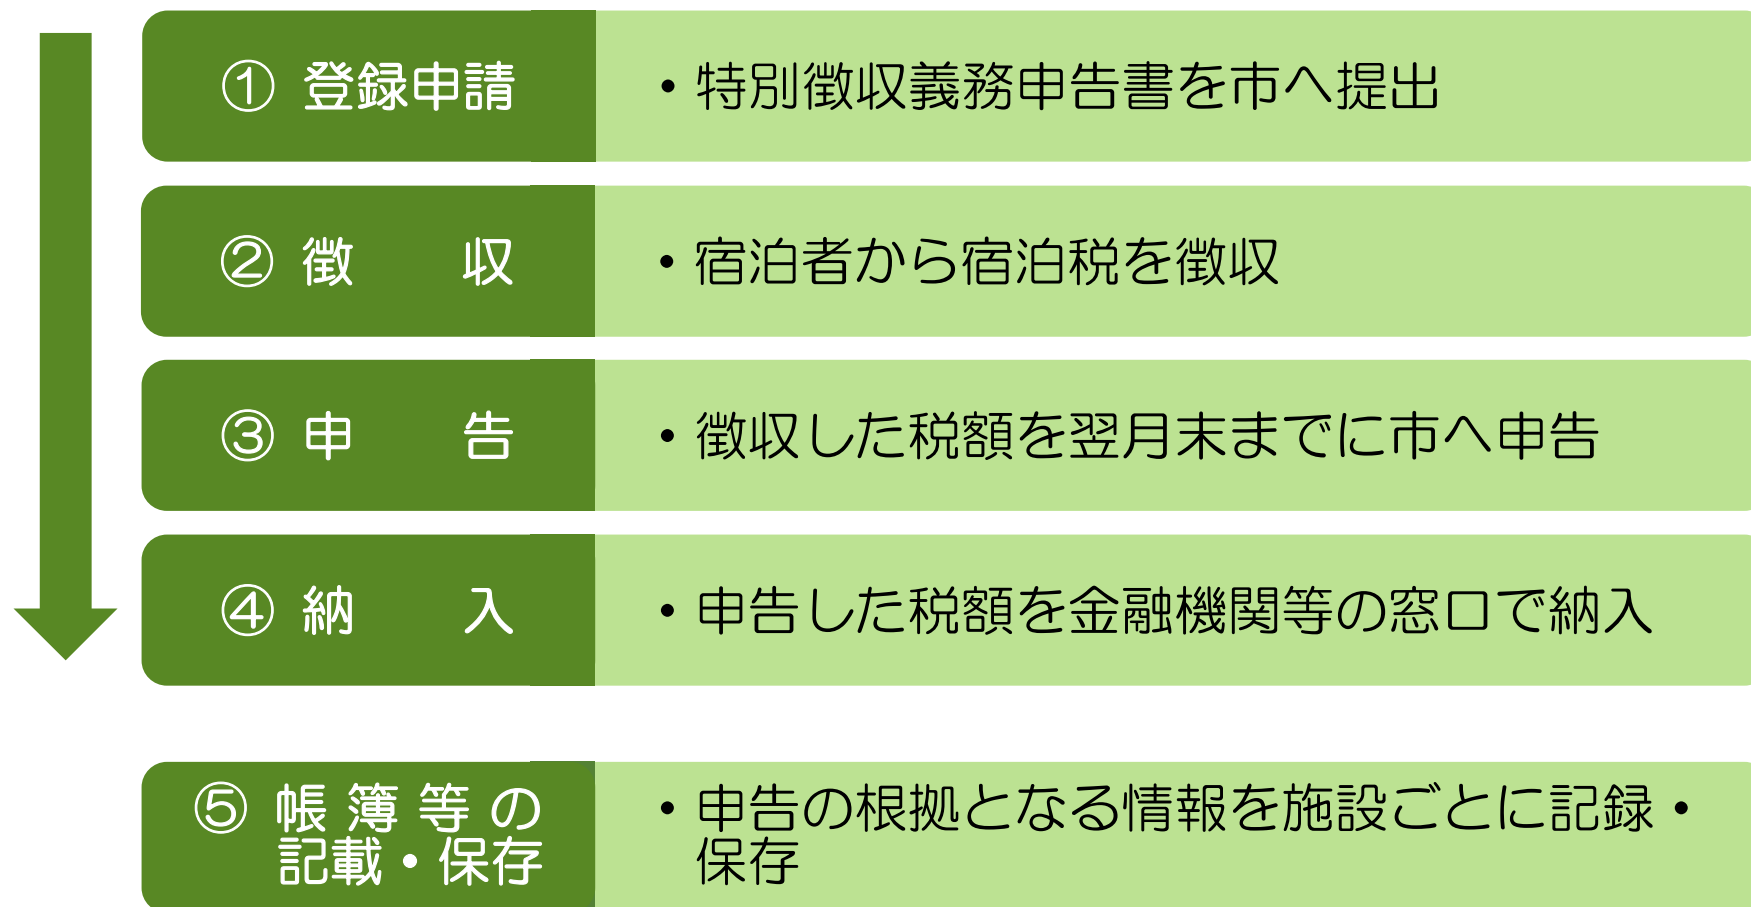 ① 登録申請
・特別徴収義務申告書を市へ提出
② 徴　　収
・宿泊者から宿泊税を徴収
③ 申　　告
・徴収した税額を翌月末までに市へ申告
④ 納　　入
・申告した税額を金融機関等の窓口で納入
⑤ 帳 簿 等 の
記載・保存
・申告の根拠となる情報を施設ごとに記録・
保存